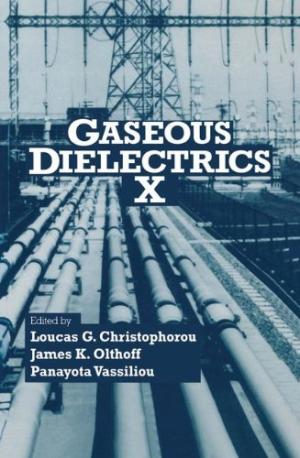 GASEOUS
DIELECTRICS
X
Edited by
Loucas G. Christophorou
James K. Olthoff
Panayota Vassiliou